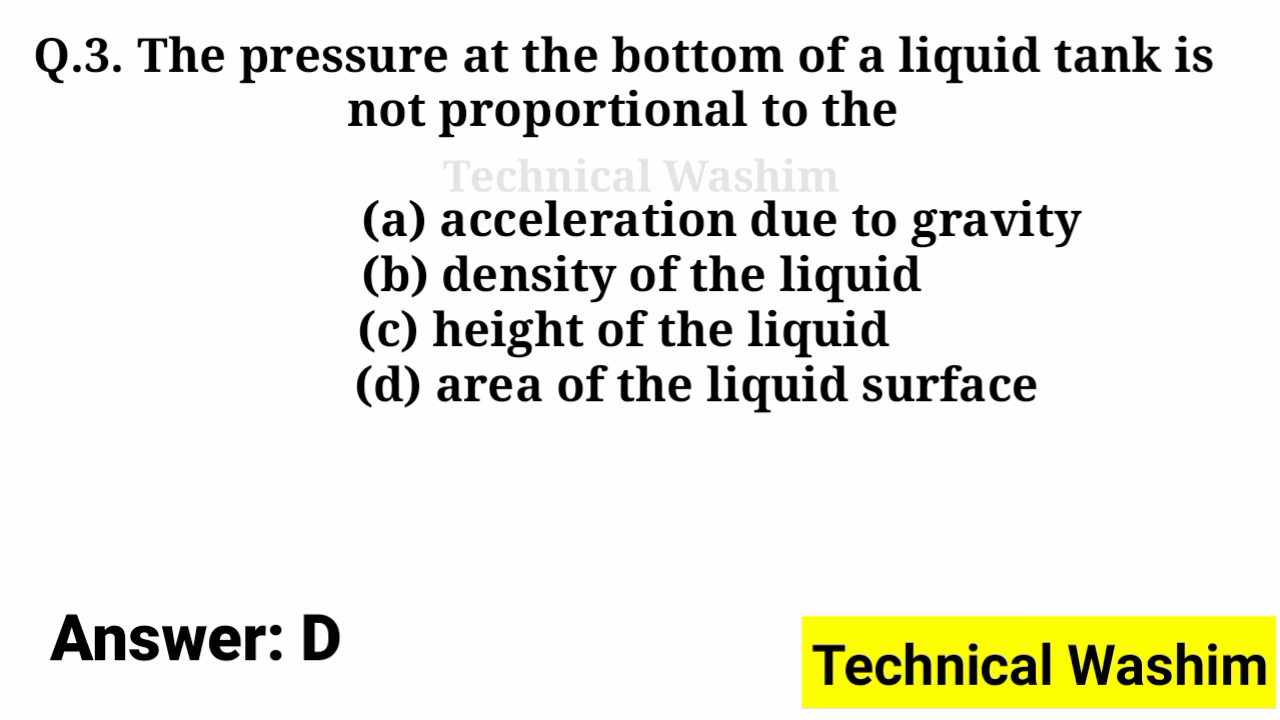 Q.3. The pressure at the bottom of a liquid tank is
not proportional to the
Technical Washim
(a) acceleration due to gravity
(b) density of the liquid
(c) height of the liquid
(d) area of the liquid surface
Answer: D
Technical Washim